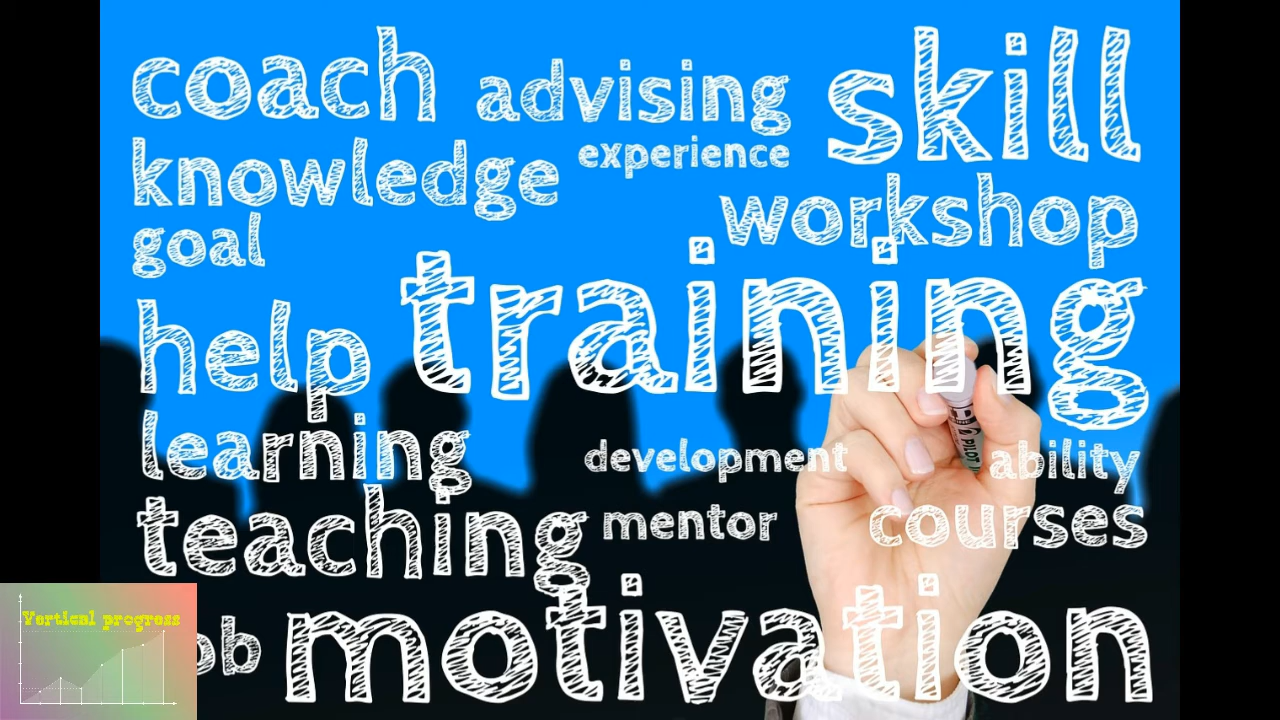 coach advising skill
knowledge experience
workshop
goal
training
help
learning development ability
teaching mentor courses
Vertical progress
motivation